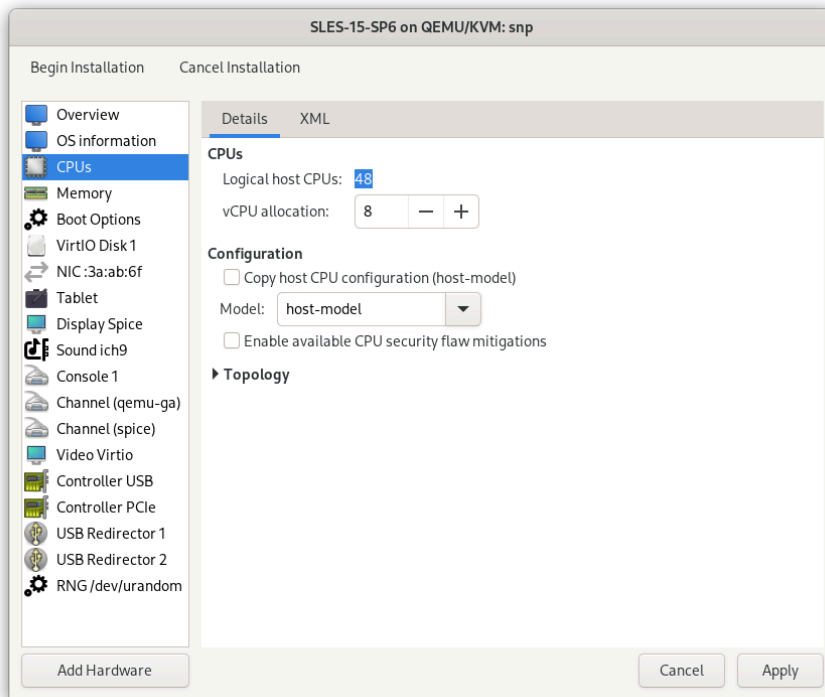 SLES-15-SP6 on QEMU/KVM: snp
Begin Installation
Cancel Installation
Overview
OS information
CPUs
Memory
Boot Options
VirtIO Disk 1
NIC :3a:ab:6f
Tablet
Display Spice
Sound ich9
Console 1
Channel (qemu-ga)
Channel (spice)
Video Virtio
Controller USB
Controller PCIe
USB Redirector 1
USB Redirector 2
RNG /dev/urandom
Add Hardware
Details
XML
CPUs
Logical host CPUs: 48
vCPU allocation: 8
Configuration
Copy host CPU configuration (host-model)
Model: host-model
Enable available CPU security flaw mitigations
Topology
Cancel
Apply